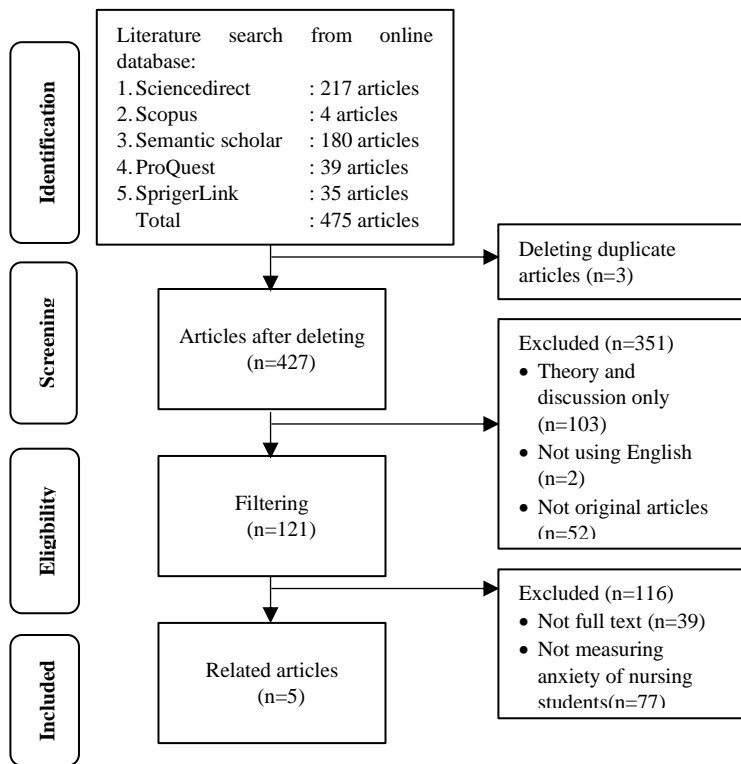 Identification
Literature search from online
database:
1. Sciencedirect : 217 articles
2. Scopus : 4 articles
3. Semantic scholar : 180 articles
4. ProQuest : 39 articles
5. SprigerLink : 35 articles
Total : 475 articles
Deleting duplicate
articles (n=3)
Screening
Articles after deleting
(n=427)
Excluded (n=351)
• Theory and
discussion only
(n=103)
• Not using English
(n=2)
• Not original articles
(n=52)
Eligibility
Filtering
(n=121)
Excluded (n=116)
• Not full text (n=39)
• Not measuring
anxiety of nursing
students(n=77)
Included
Related articles
(n=5)